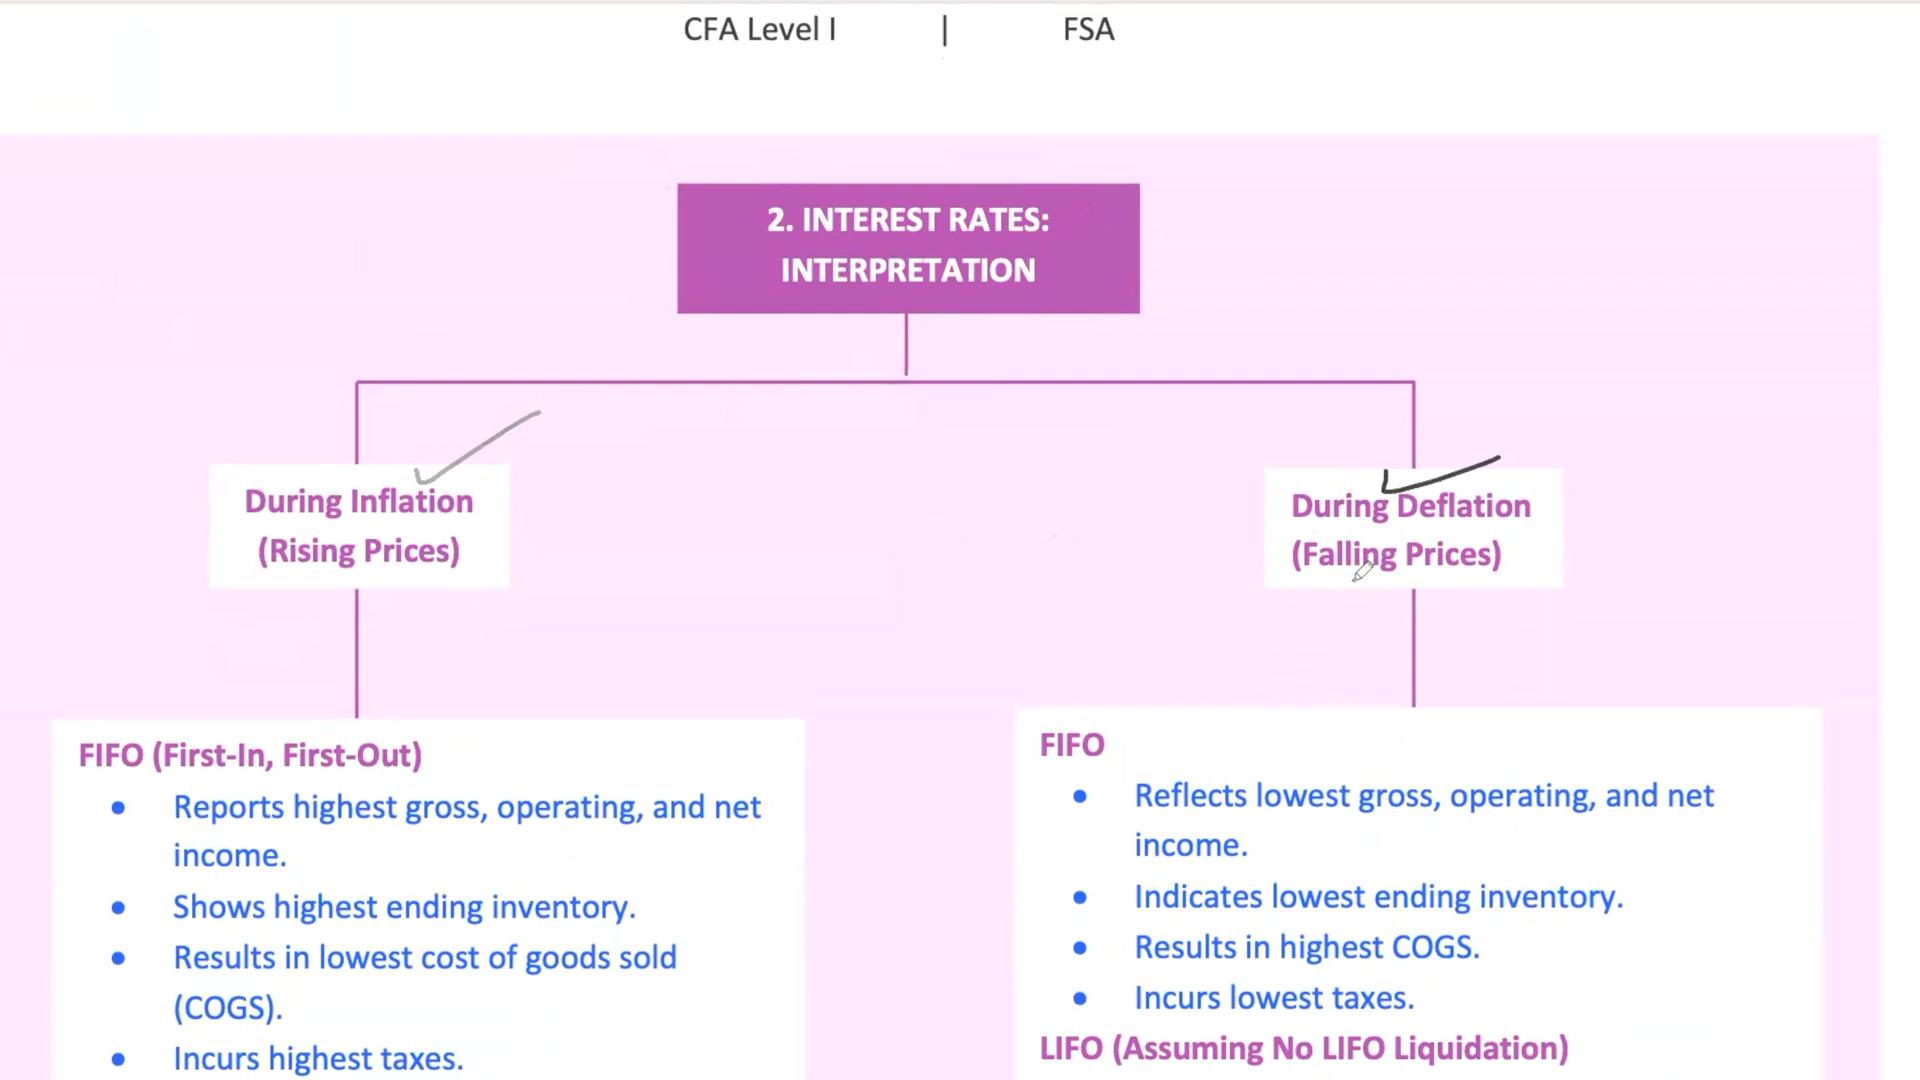 CFA Level I | FSA
2. INTEREST RATES:
INTERPRETATION
During Inflation
(Rising Prices)
During Deflation
(Falling Prices)
FIFO (First-In, First-Out)
• Reports highest gross, operating, and net
income.
• Shows highest ending inventory.
• Results in lowest cost of goods sold
(COGS).
• Incurs highest taxes.
FIFO
• Reflects lowest gross, operating, and net
income.
• Indicates lowest ending inventory.
• Results in highest COGS.
• Incurs lowest taxes.
LIFO (Assuming No LIFO Liquidation)